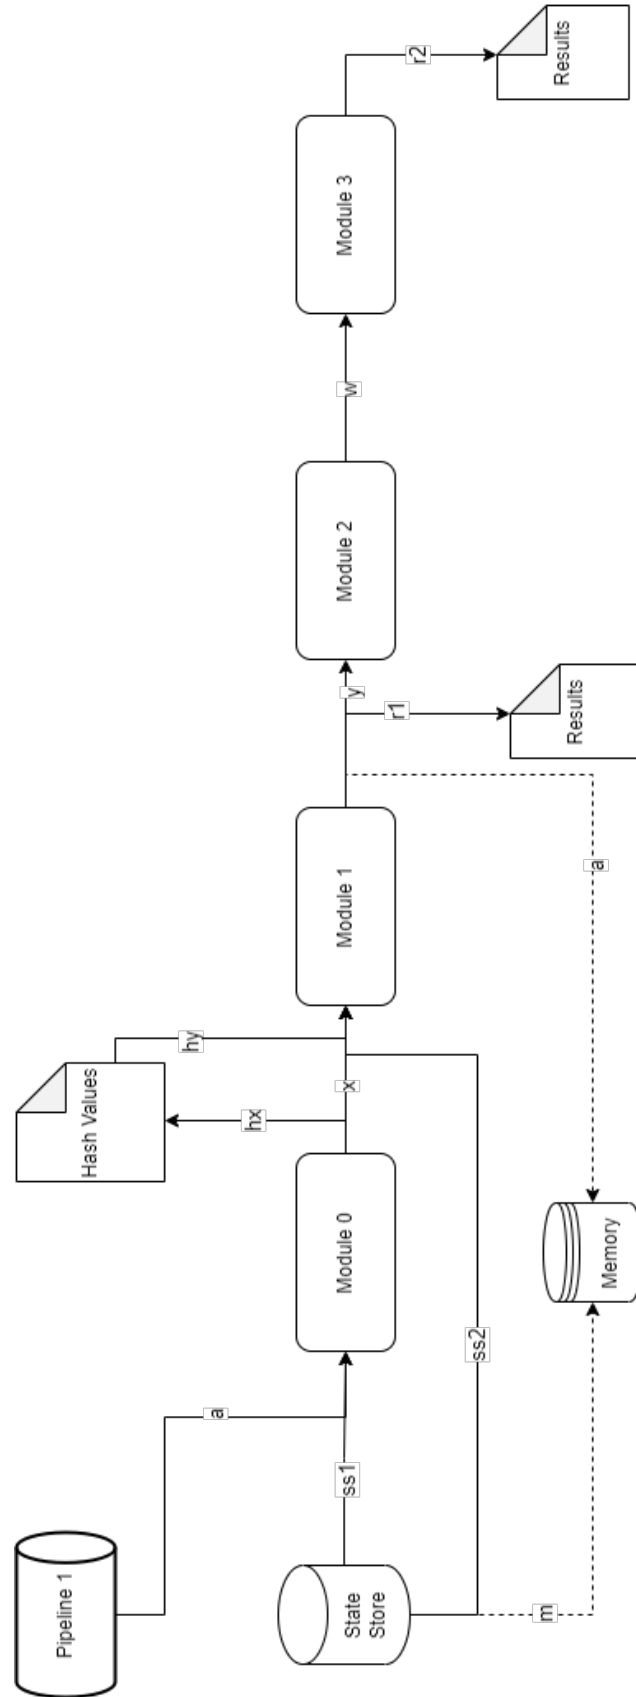 Pipeline 1
a
State
Store
ss1
ss2
m
Module 0
hx
Hash Values
hy
x
Memory
a
Module 1
y
r1
Results
Module 2
w
Module 3
r2
Results